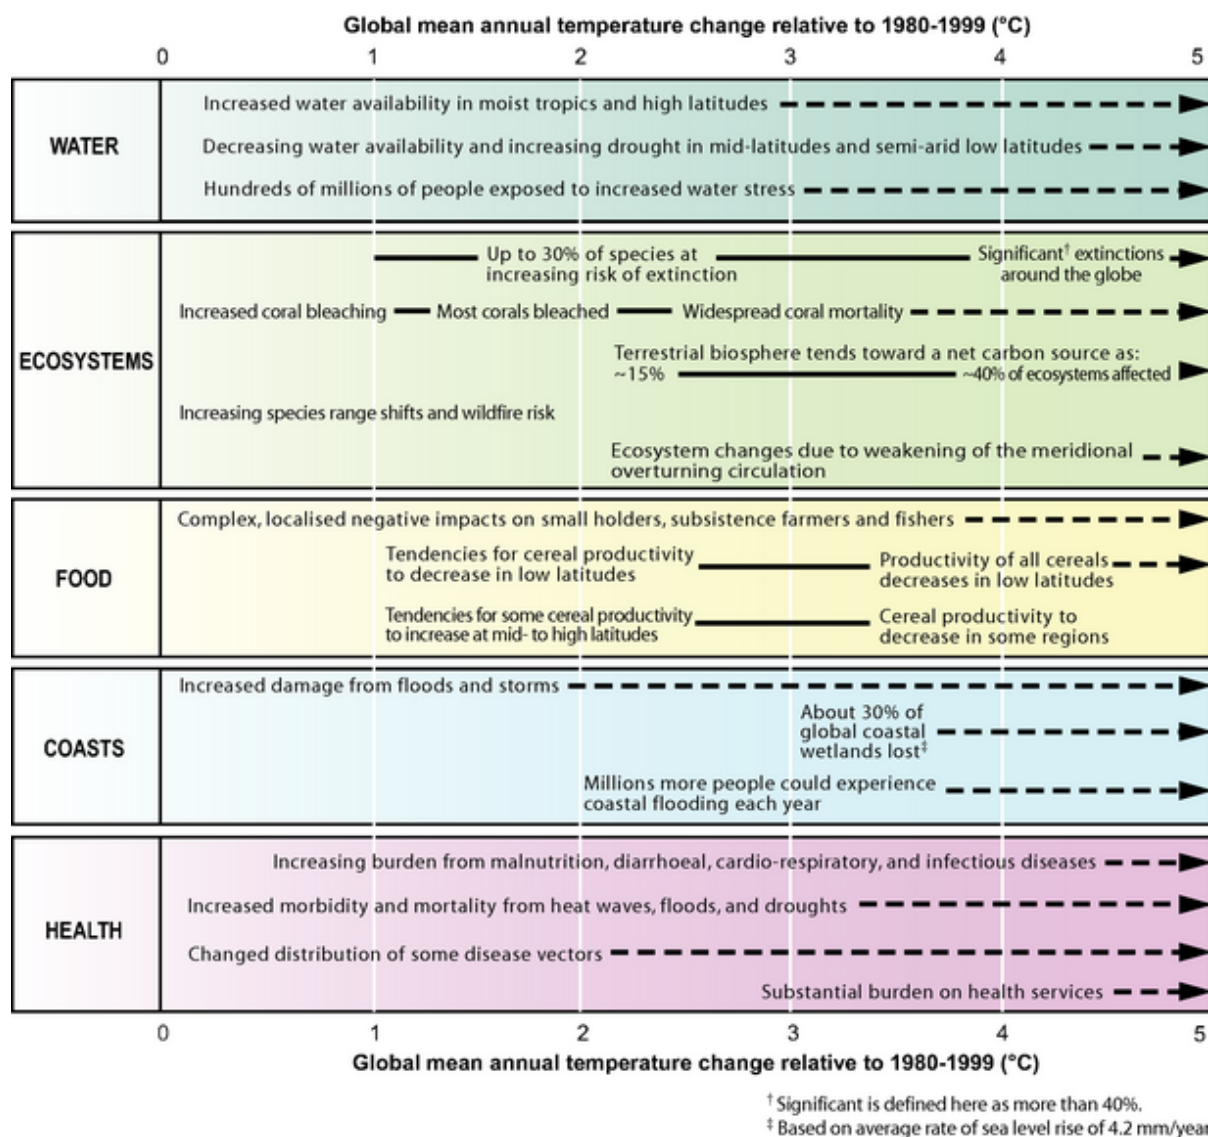 Global mean annual temperature change relative to 1980-1999 (°C)
0 1 2 3 4 5
WATER
Increased water availability in moist tropics and high latitudes
Decreasing water availability and increasing drought in mid-latitudes and semi-arid low latitudes
Hundreds of millions of people exposed to increased water stress
ECOSYSTEMS
Up to 30% of species at
increasing risk of extinction
Significant† extinctions
around the globe
Increased coral bleaching Most corals bleached Widespread coral mortality
Terrestrial biosphere tends toward a net carbon source as:
~15% ~40% of ecosystems affected
Increasing species range shifts and wildfire risk
Ecosystem changes due to weakening of the meridional
overturning circulation
FOOD
Complex, localised negative impacts on small holders, subsistence farmers and fishers
Tendencies for cereal productivity
to decrease in low latitudes
Productivity of all cereals
decreases in low latitudes
Tendencies for some cereal productivity
to increase at mid- to high latitudes
Cereal productivity to
decrease in some regions
COASTS
Increased damage from floods and storms
About 30% of
global coastal
wetlands lost‡
Millions more people could experience
coastal flooding each year
HEALTH
Increasing burden from malnutrition, diarrhoeal, cardio-respiratory, and infectious diseases
Increased morbidity and mortality from heat waves, floods, and droughts
Changed distribution of some disease vectors
Substantial burden on health services
0 1 2 3 4 5
Global mean annual temperature change relative to 1980-1999 (°C)
† Significant is defined here as more than 40%.
‡ Based on average rate of sea level rise of 4.2 mm/year